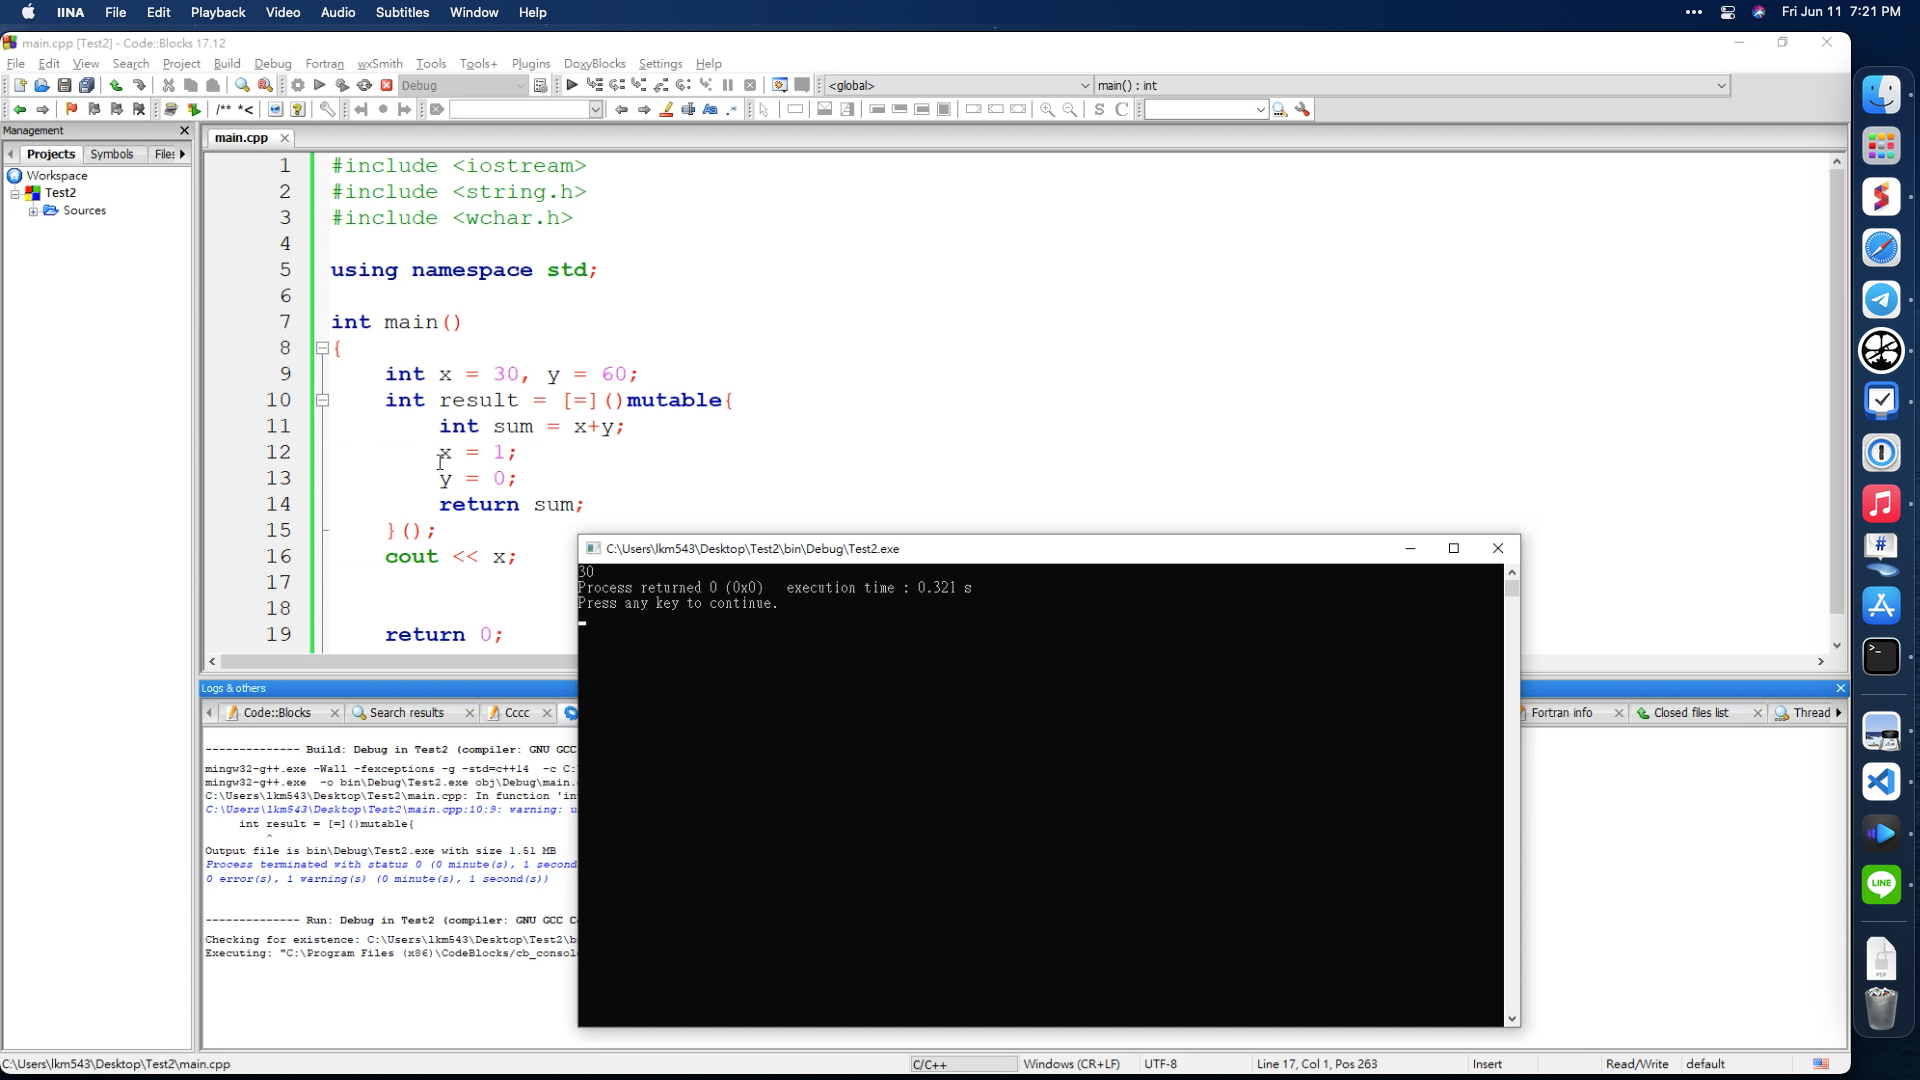 IINA File Edit Playback Video Audio Subtitles Window Help Fri Jun 11 7:21 PM
main.cpp [Test2] - Code::Blocks 17.12
File Edit View Search Project Build Debug Fortran wxSmith Tools Tools+ Plugins DoxyBlocks Settings Help
Debug <global> main() : int
/** *< S C
Management main.cpp
Projects Symbols Files
Workspace
Test2
Sources
1 #include <iostream>
2 #include <string.h>
3 #include <wchar.h>
4
5 using namespace std;
6
7 int main()
8 {
9 int x = 30, y = 60;
10 int result = [=]()mutable{
11 int sum = x+y;
12 x = 1;
13 y = 0;
14 return sum;
15 }();
16 cout << x;
17
18
19 return 0;
C:\Users\lkm543\Desktop\Test2\bin\Debug\Test2.exe
30
Process returned 0 (0x0) execution time : 0.321 s
Press any key to continue.
Logs & others
Code::Blocks Search results Cccc Fortran info Closed files list Thread
-------------- Build: Debug in Test2 (compiler: GNU GCC
mingw32-g++.exe -Wall -fexceptions -g -std=c++14 -c C:
mingw32-g++.exe -o bin\Debug\Test2.exe obj\Debug\main.
C:\Users\lkm543\Desktop\Test2\main.cpp: In function 'in
C:\Users\lkm543\Desktop\Test2\main.cpp:10:9: warning: u
int result = [=]()mutable{
^
Output file is bin\Debug\Test2.exe with size 1.51 MB
Process terminated with status 0 (0 minute(s), 1 second
0 error(s), 1 warning(s) (0 minute(s), 1 second(s))
-------------- Run: Debug in Test2 (compiler: GNU GCC C
Checking for existence: C:\Users\lkm543\Desktop\Test2\b
Executing: "C:\Program Files (x86)\CodeBlocks/cb_consol
C:\Users\lkm543\Desktop\Test2\main.cpp C/C++ Windows (CR+LF) UTF-8 Line 17, Col 1, Pos 263 Insert Read/Write default
LINE
PDF